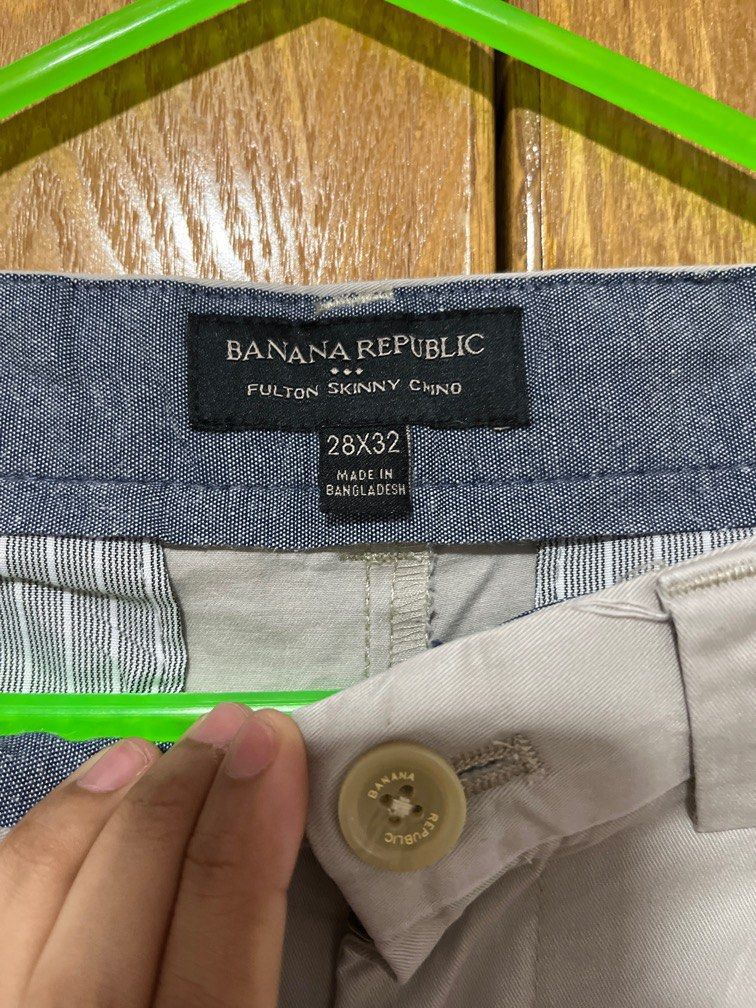 BANANA REPUBLIC
FULTON SKINNY CHINO
28X32
MADE IN
BANGLADESH
BANANA
REPUBLIC